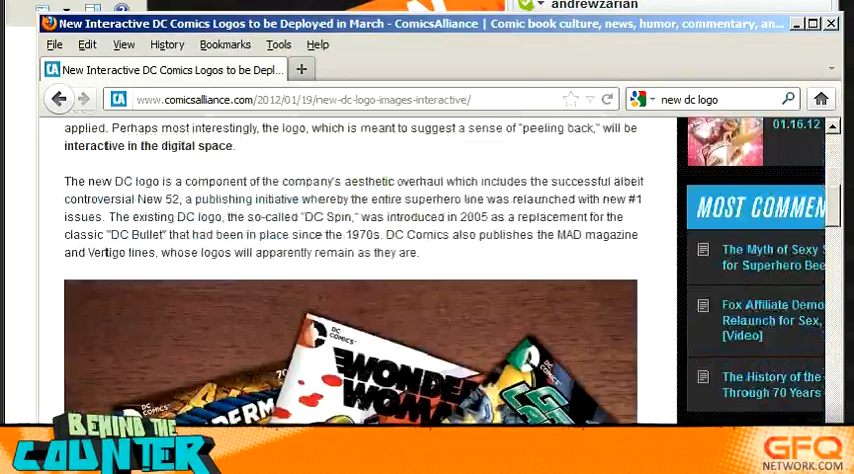 andrewzarian
New Interactive DC Comics Logos to be Deployed in March - ComicsAlliance | Comic book culture, news, humor, commentary, an...
File Edit View History Bookmarks Tools Help
CA New Interactive DC Comics Logos to be Depl...
CA www.comicsalliance.com/2012/01/19/new-dc-logo-images-interactive/ new dc logo
applied. Perhaps most interestingly, the logo, which is meant to suggest a sense of "peeling back," will be
interactive in the digital space.
01.16.12
The new DC logo is a component of the company's aesthetic overhaul which includes the successful albeit
controversial New 52, a publishing initiative whereby the entire superhero line was relaunched with new #1
issues. The existing DC logo, the so-called "DC Spin," was introduced in 2005 as a replacement for the
classic "DC Bullet" that had been in place since the 1970s. DC Comics also publishes the MAD magazine
and Vertigo lines, whose logos will apparently remain as they are.
MOST COMMEN
The Myth of Sexy S
for Superhero Bee
Fox Affiliate Demo
Relaunch for Sex,
[Video]
The History of the
Through 70 Years
DC
COMICS
WONDER
WOMA
DC
COMICS
DC
COMICS
BEHIND THE
COUNTER
GFQ
NETWORK.COM